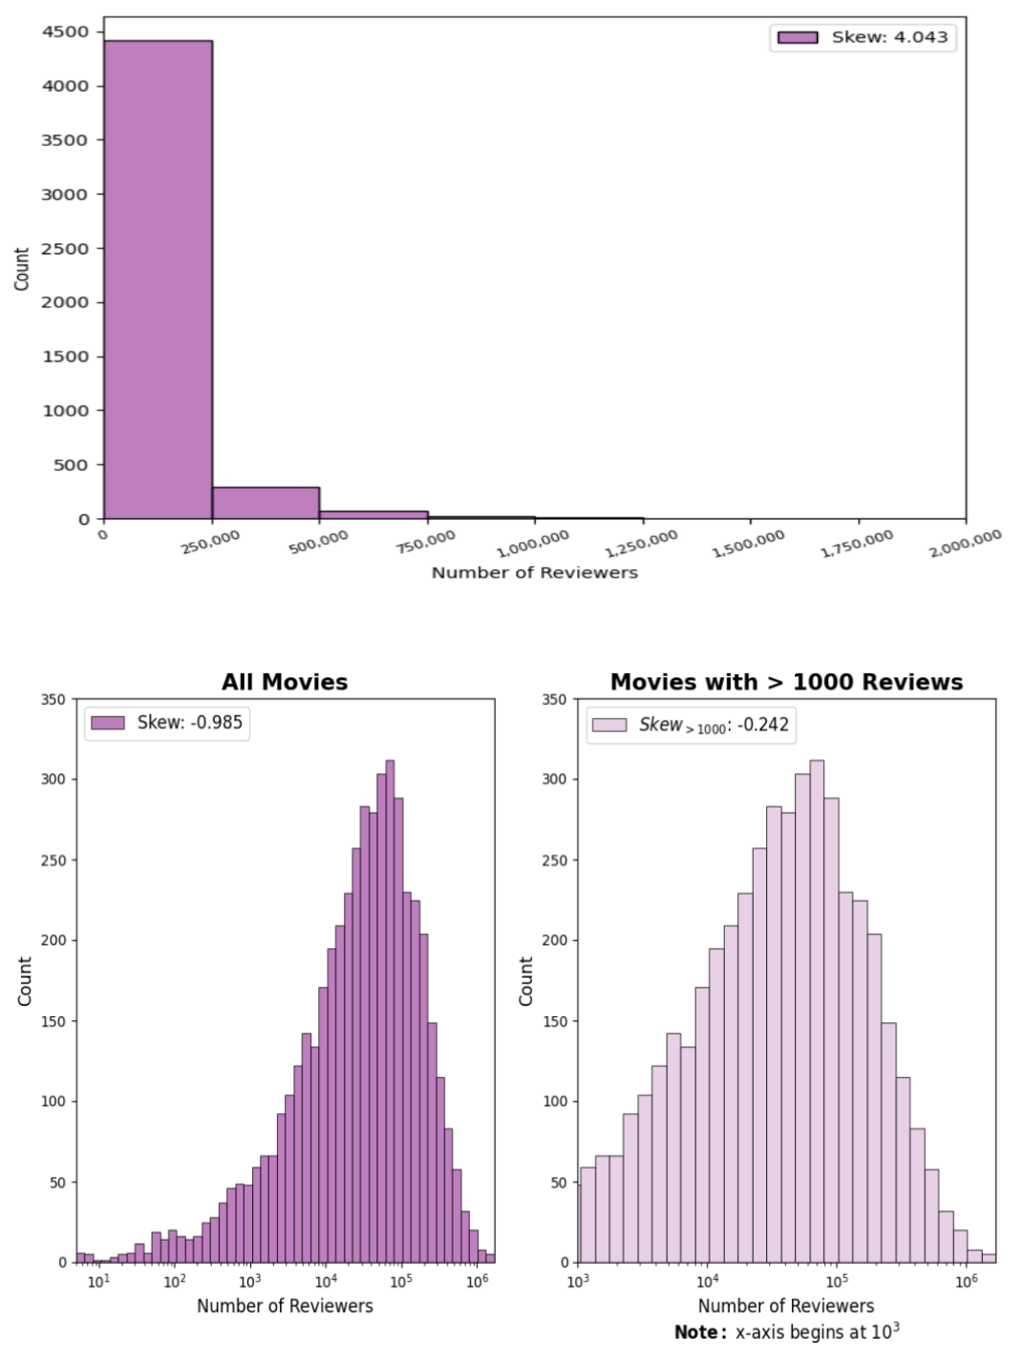 4500
Skew: 4.043
4000
3500
3000
2500
Count
2000
1500
1000
500
0
0 250,000 500,000 750,000 1,000,000 1,250,000 1,500,000 1,750,000 2,000,000
Number of Reviewers
All Movies
350
Skew: -0.985
300
250
200
Count
150
100
50
0
10¹ 10² 10³ 10⁴ 10⁵ 10⁶
Number of Reviewers
Movies with > 1000 Reviews
350
Skew>1000: -0.242
300
250
200
Count
150
100
50
0
10³ 10⁴ 10⁵ 10⁶
Number of Reviewers
Note: x-axis begins at 10³